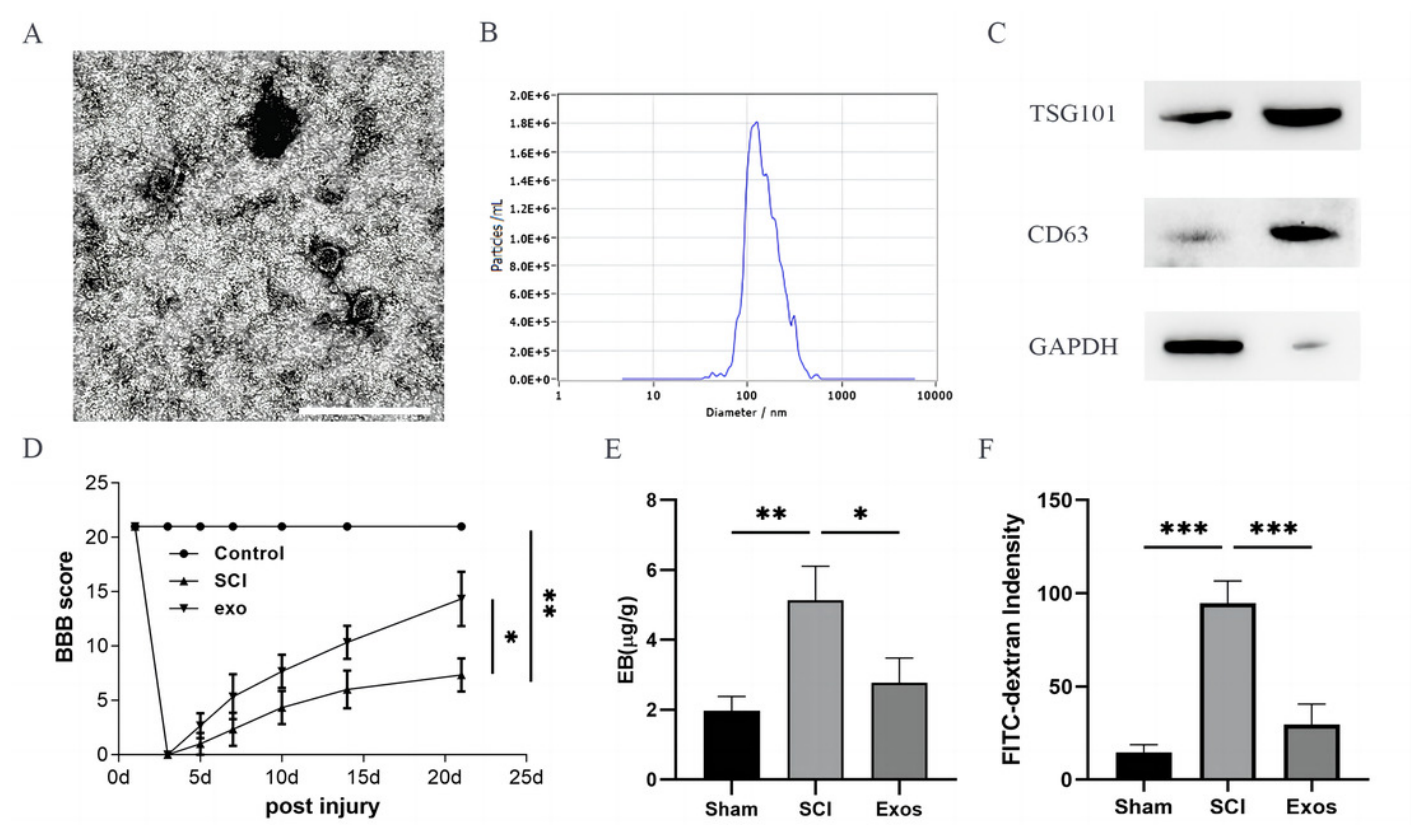 A
B
C
2.0E+6
1.8E+6
1.6E+6
1.4E+6
1.2E+6
1.0E+6
8.0E+5
6.0E+5
4.0E+5
2.0E+5
0.0E+0
Particles /mL
1 10 100 1000 10000
Diameter / nm
TSG101
CD63
GAPDH
D
25
20
15
10
5
0
BBB score
Control
SCI
exo
*
**
0d 5d 10d 15d 20d 25d
post injury
E
8
6
4
2
0
EB(μg/g)
** *
Sham SCI Exos
F
150
100
50
0
FITC-dextran Indensity
*** ***
Sham SCI Exos